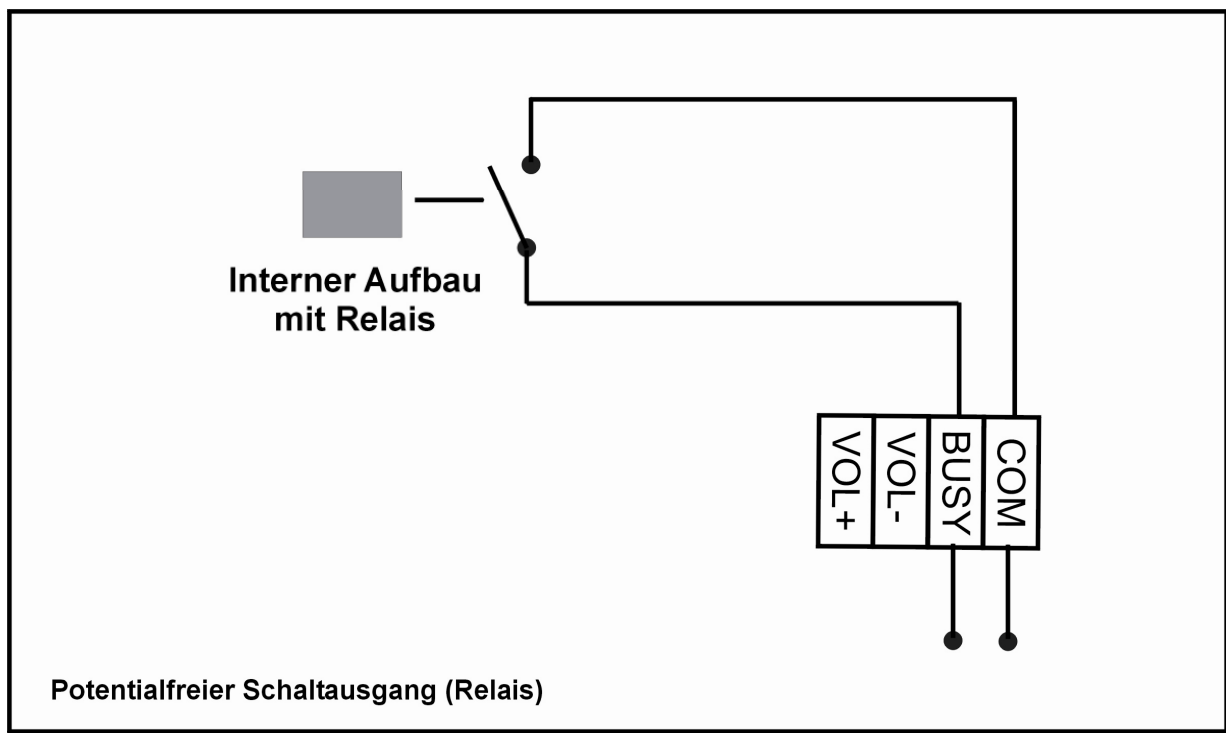 Interner Aufbau
mit Relais
VOL+
VOL-
BUSY
COM
Potentialfreier Schaltausgang (Relais)